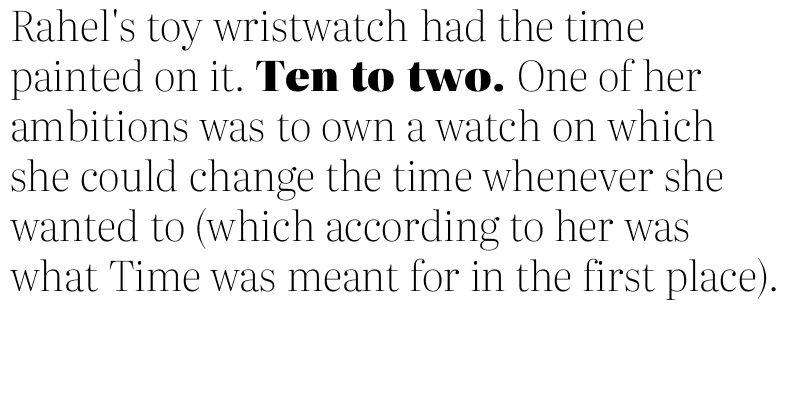 Rahel's toy wristwatch had the time
painted on it. Ten to two. One of her
ambitions was to own a watch on which
she could change the time whenever she
wanted to (which according to her was
what Time was meant for in the first place).